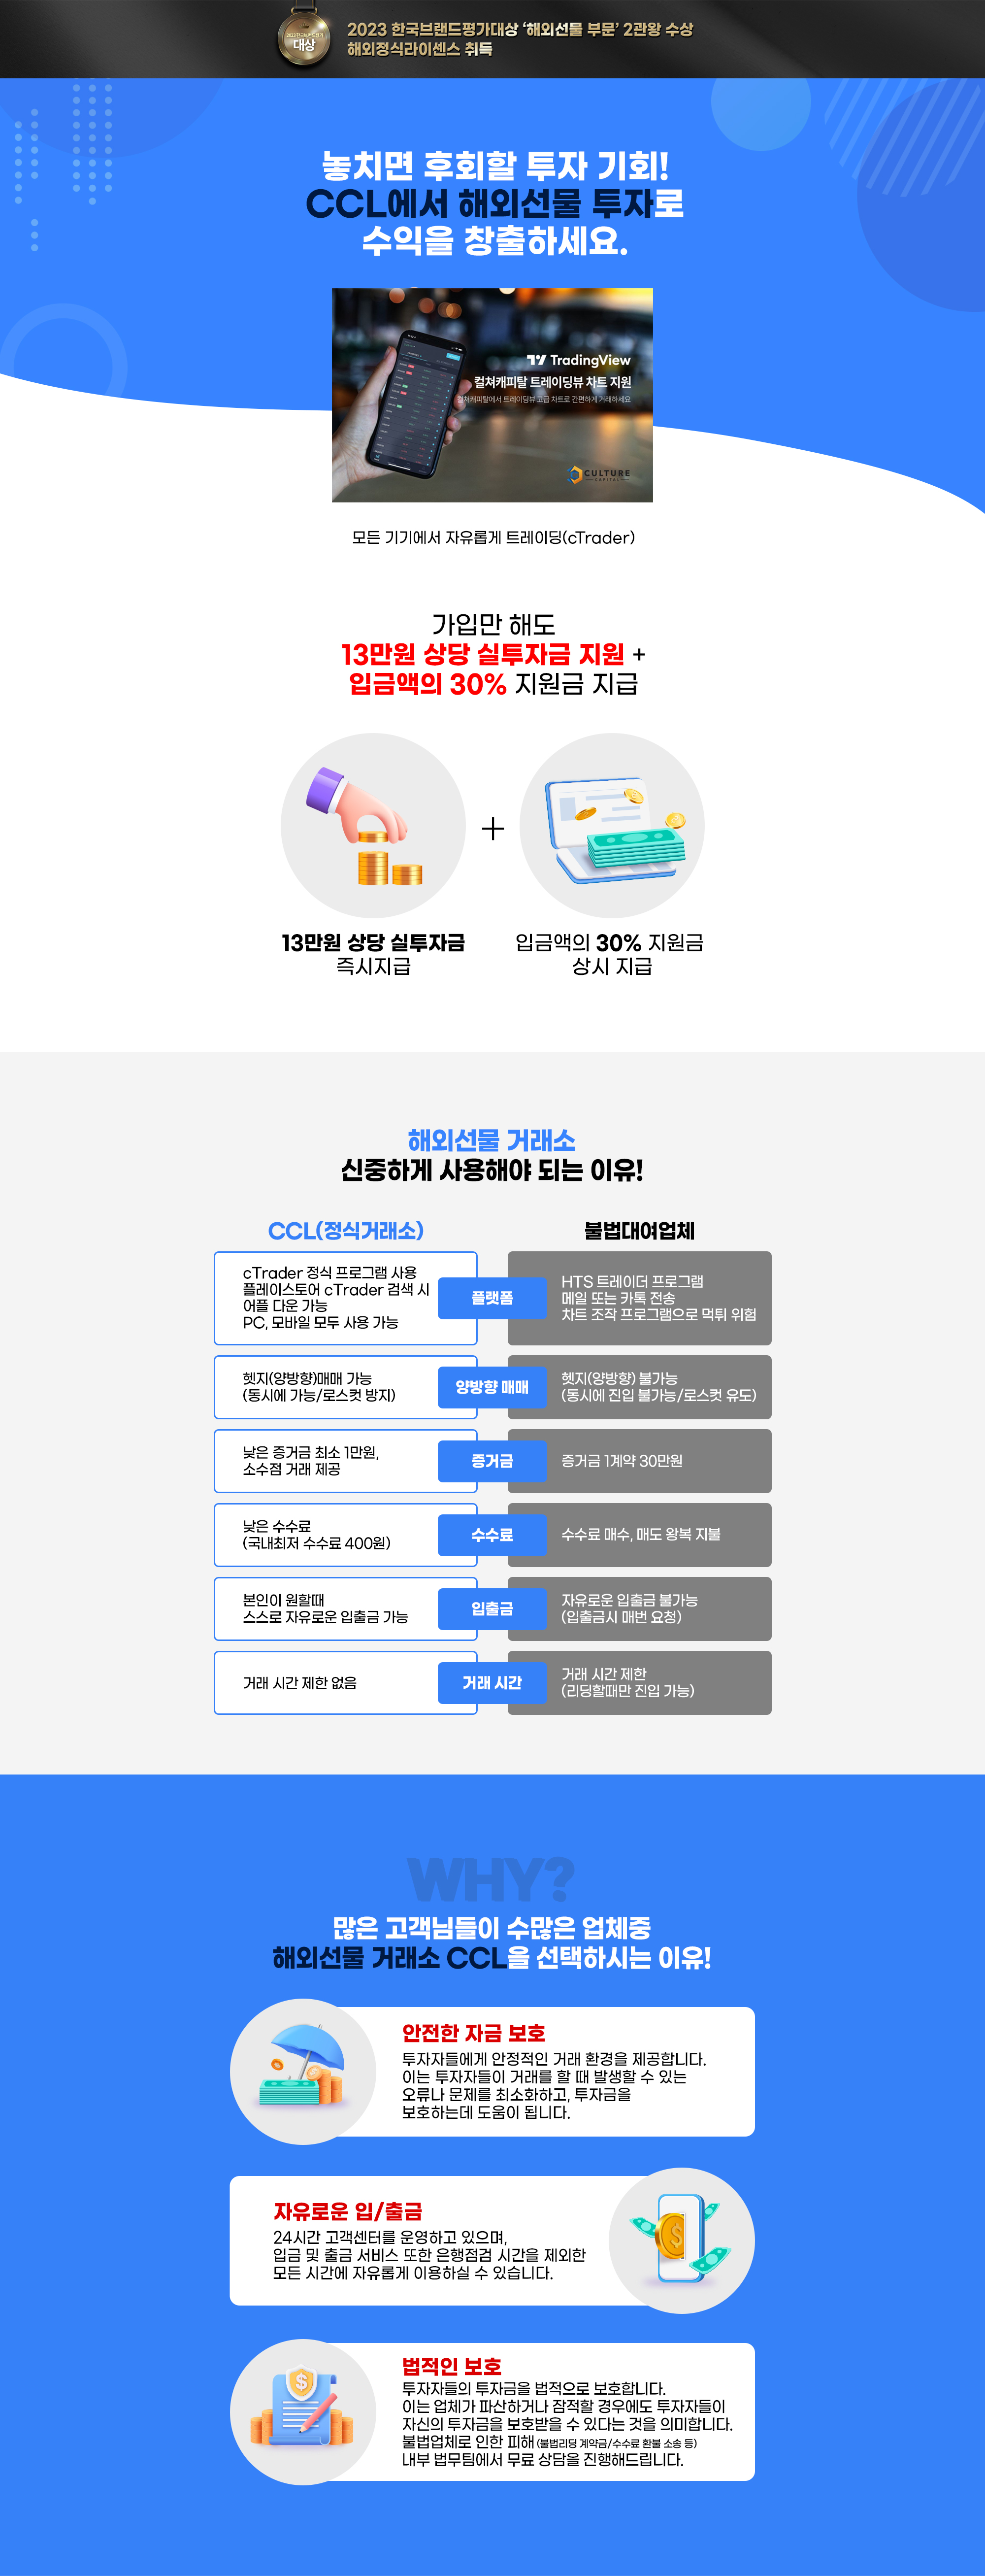 2023 한국브랜드평가대상
대상
2023 한국브랜드평가대상 '해외선물 부문' 2관왕 수상
해외정식라이센스 취득
놓치면 후회할 투자 기회!
CCL에서 해외선물 투자로
수익을 창출하세요.
TradingView
컬쳐캐피탈 트레이딩뷰 차트 지원
컬쳐캐피탈에서 트레이딩뷰 고급 차트로 간편하게 거래하세요
CULTURE
CAPITAL
모든 기기에서 자유롭게 트레이딩(cTrader)
가입만 해도
13만원 상당 실투자금 지원 +
입금액의 30% 지원금 지급
+
13만원 상당 실투자금
즉시지급
입금액의 30% 지원금
상시 지급
해외선물 거래소
신중하게 사용해야 되는 이유!
CCL(정식거래소)
불법대여업체
cTrader 정식 프로그램 사용
플레이스토어 cTrader 검색 시
어플 다운 가능
PC, 모바일 모두 사용 가능
플랫폼
HTS 트레이더 프로그램
메일 또는 카톡 전송
차트 조작 프로그램으로 먹튀 위험
헷지(양방향)매매 가능
(동시에 가능/로스컷 방지)
양방향 매매
헷지(양방향) 불가능
(동시에 진입 불가능/로스컷 유도)
낮은 증거금 최소 1만원,
소수점 거래 제공
증거금
증거금 1계약 30만원
낮은 수수료
(국내최저 수수료 400원)
수수료
수수료 매수, 매도 왕복 지불
본인이 원할때
스스로 자유로운 입출금 가능
입출금
자유로운 입출금 불가능
(입출금시 매번 요청)
거래 시간 제한 없음
거래 시간
거래 시간 제한
(리딩할때만 진입 가능)
WHY?
많은 고객님들이 수많은 업체중
해외선물 거래소 CCL을 선택하시는 이유!
안전한 자금 보호
투자자들에게 안정적인 거래 환경을 제공합니다.
이는 투자자들이 거래를 할 때 발생할 수 있는
오류나 문제를 최소화하고, 투자금을
보호하는데 도움이 됩니다.
자유로운 입/출금
24시간 고객센터를 운영하고 있으며,
입금 및 출금 서비스 또한 은행점검 시간을 제외한
모든 시간에 자유롭게 이용하실 수 있습니다.
법적인 보호
투자자들의 투자금을 법적으로 보호합니다.
이는 업체가 파산하거나 잠적할 경우에도 투자자들이
자신의 투자금을 보호받을 수 있다는 것을 의미합니다.
불법업체로 인한 피해(불법리딩 계약금/수수료 환불 소송 등)
내부 법무팀에서 무료 상담을 진행해드립니다.